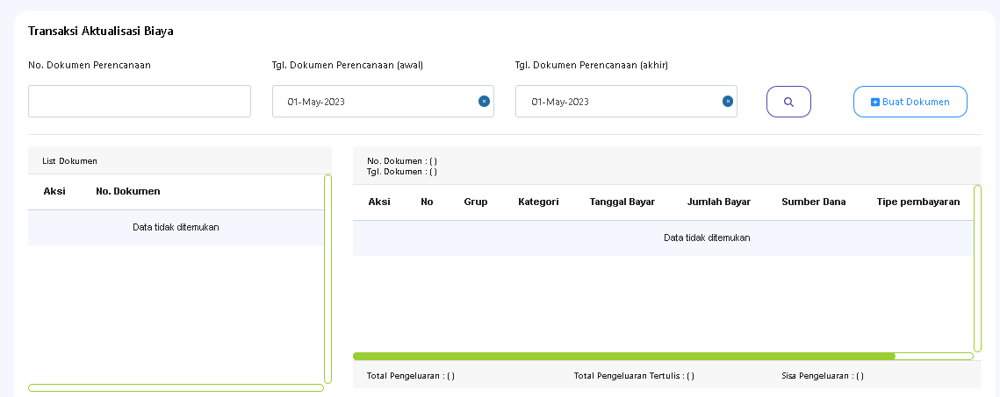 Transaksi Aktualisasi Biaya
No. Dokumen Perencanaan
Tgl. Dokumen Perencanaan (awal)
Tgl. Dokumen Perencanaan (akhir)
01-May-2023
01-May-2023
Buat Dokumen
List Dokumen
Aksi No. Dokumen
Data tidak ditemukan
No. Dokumen : ( )
Tgl. Dokumen : ( )
Aksi No Grup Kategori Tanggal Bayar Jumlah Bayar Sumber Dana Tipe pembayaran
Data tidak ditemukan
Total Pengeluaran : ( ) Total Pengeluaran Tertulis : ( ) Sisa Pengeluaran : ( )